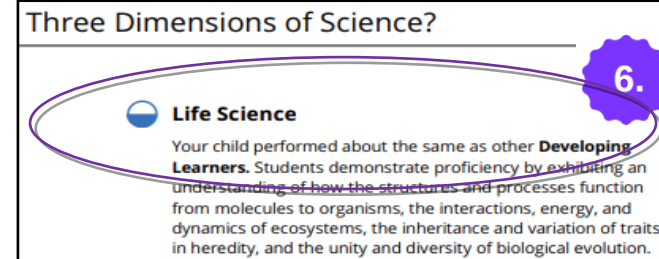 Three Dimensions of Science?
6.
Life Science
Your child performed about the same as other Developing
Learners. Students demonstrate proficiency by exhibiting an
understanding of how the structures and processes function
from molecules to organisms, the interactions, energy, and
dynamics of ecosystems, the inheritance and variation of traits
in heredity, and the unity and diversity of biological evolution.